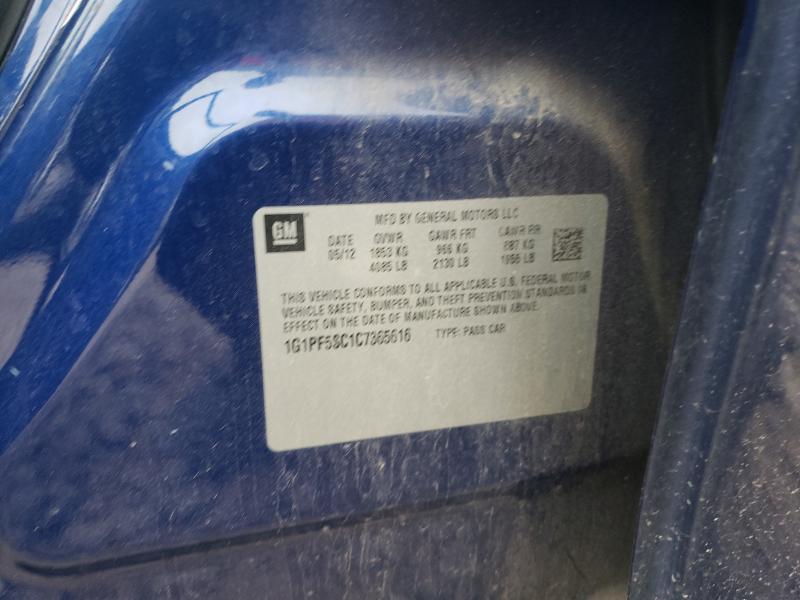 GM
MFD BY GENERAL MOTORS LLC
DATE GVWR GAWR FRT GAWR RR
05/12 1853 KG 966 KG 887 KG
4085 LB 2130 LB 1955 LB
THIS VEHICLE CONFORMS TO ALL APPLICABLE U.S. FEDERAL MOTOR
VEHICLE SAFETY, BUMPER, AND THEFT PREVENTION STANDARDS IN
EFFECT ON THE DATE OF MANUFACTURE SHOWN ABOVE.
1G1PF5SC1C7365616 TYPE: PASS CAR